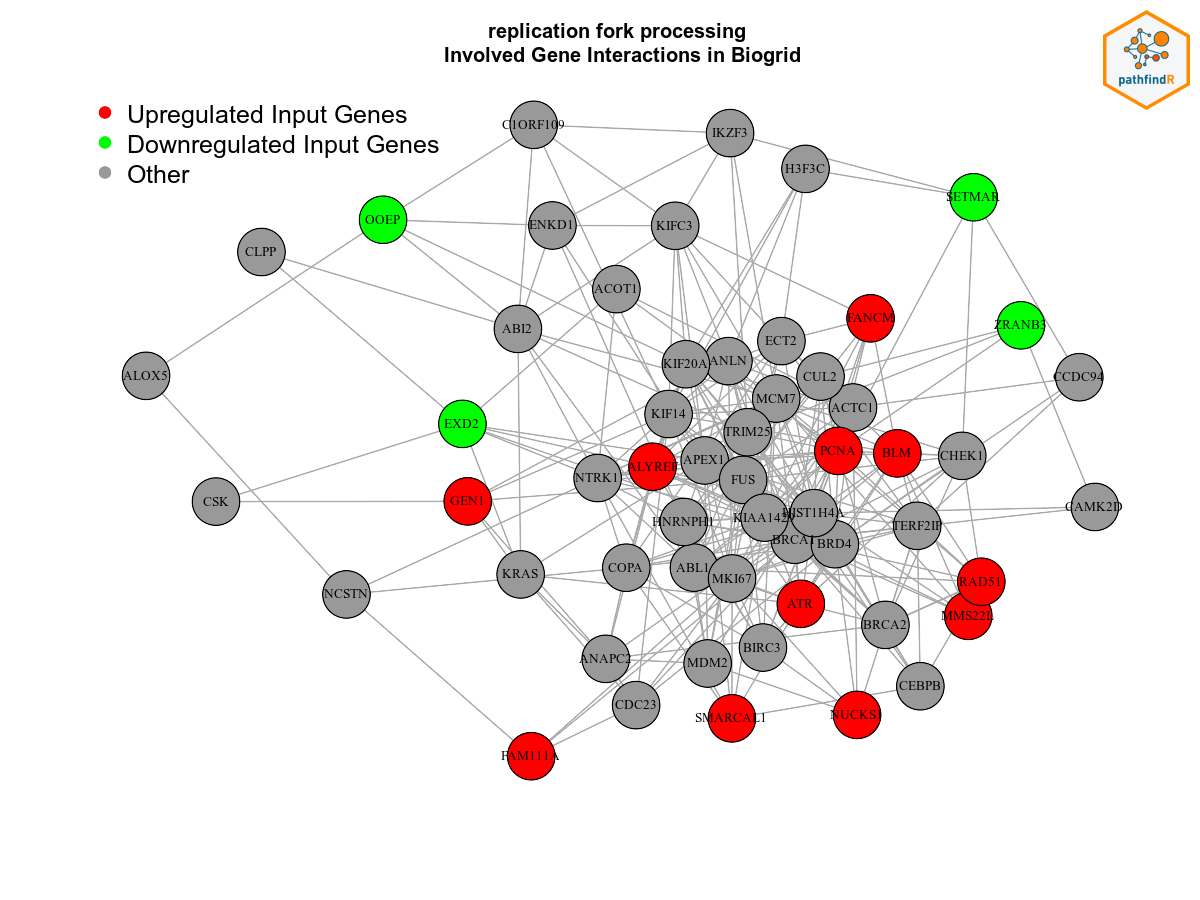 replication fork processing
Involved Gene Interactions in Biogrid
pathfindR
Upregulated Input Genes
Downregulated Input Genes
Other
C1ORF109
IKZF3
H3F3C
SETMAR
OOEP
ENKD1
KIFC3
CLPP
ACOT1
FANCM
ZRANB3
ABI2
ECT2
ANLN
KIF20A
CUL2
CCDC94
ALOX5
MCM7
ACTC1
KIF14
TRIM25
EXD2
PCNA
BLM
CHEK1
APEX1
ALYREF
NTRK1
FUS
CSK
GEN1
CAMK2D
HIST1H4A
KIAA1429
HNRNPH1
TERF2IP
BRCA1
BRD4
COPA
ABL1
MKI67
KRAS
RAD51
NCSTN
ATR
MMS22L
BRCA2
BIRC3
ANAPC2
MDM2
CEBPB
CDC23
SMARCAL1
NUCKS1
FAM111A